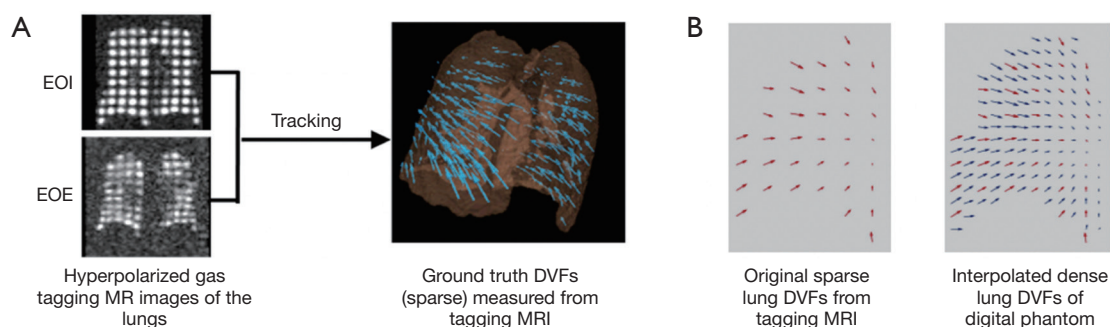 A
B
EOI
EOE
Tracking
Hyperpolarized gas
tagging MR images of the
lungs
Ground truth DVFs
(sparse) measured from
tagging MRI
Original sparse
lung DVFs from
tagging MRI
Interpolated dense
lung DVFs of
digital phantom